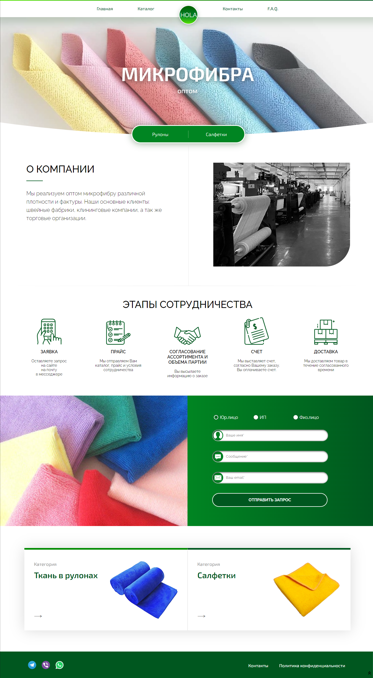 Главная Каталог HOLA Контакты F.A.Q.
МИКРОФИБРА
ОПТОМ
Рулоны Салфетки
О КОМПАНИИ
Мы реализуем оптом микрофибру различной
плотности и фактуры. Наши основные клиенты:
швейные фабрики, клининговые компании, а так же
торговые организации.
ЭТАПЫ СОТРУДНИЧЕСТВА
ЗАЯВКА
Оставляете запрос
на сайте
на почту
в мессенджере
ПРАЙС
Мы отправляем Вам
каталог, прайс и условия
сотрудничества
СОГЛАСОВАНИЕ
АССОРТИМЕНТА И
ОБЪЕМА ПАРТИИ
Вы высылаете
информацию о заказе
СЧЕТ
Мы выставляет счет
согласно Вашему заказу
Вы оплачиваете счет
ДОСТАВКА
Мы доставляем товар в
течение согласованного
времени
Юр.лицо ИП Физ.лицо
Ваше имя*
Сообщение*
Ваш email*
ОТПРАВИТЬ ЗАПРОС
Категория
Ткань в рулонах
Категория
Салфетки
Контакты Политика конфиденциальности